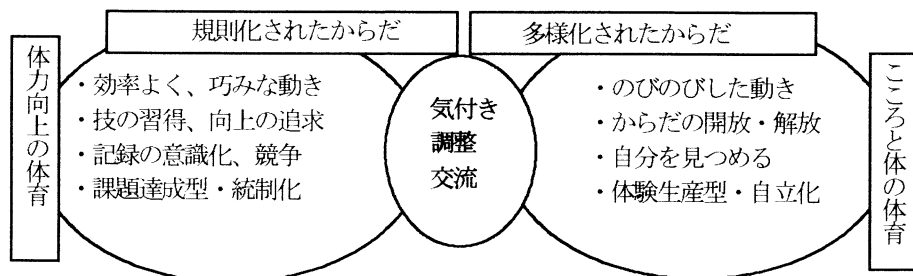 規則化されたからだ
多様化されたからだ
体力向上の体育
・効率よく、巧みな動き
・技の習得、向上の追求
・記録の意識化、競争
・課題達成型・統制化
気付き
調整
交流
・のびのびした動き
・からだの開放・解放
・自分を見つめる
・体験生産型・自立化
こころと体の体育